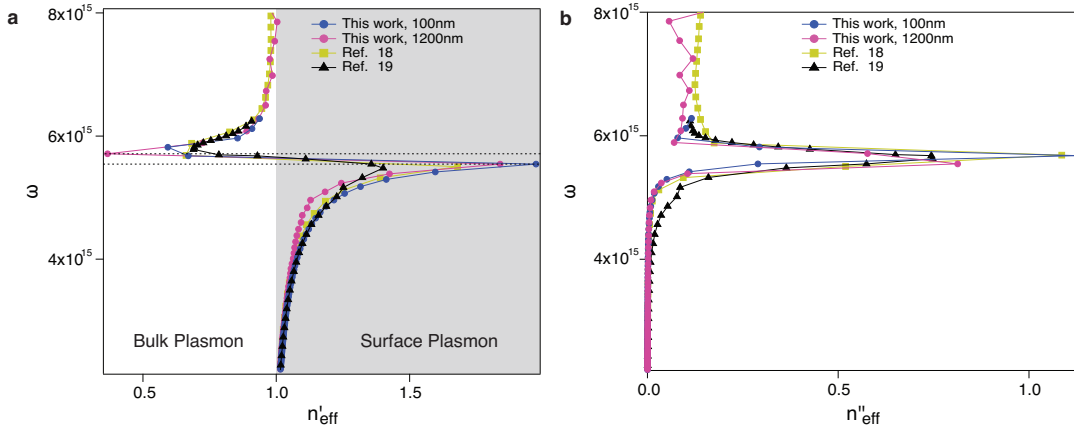 a
8x10¹⁵
6x10¹⁵
4x10¹⁵
ω
This work, 100nm
This work, 1200nm
Ref. 18
Ref. 19
Bulk Plasmon
Surface Plasmon
0.5
1.0
1.5
n'eff
b
8x10¹⁵
6x10¹⁵
4x10¹⁵
ω
This work, 100nm
This work, 1200nm
Ref. 18
Ref. 19
0.0
0.5
1.0
n''eff